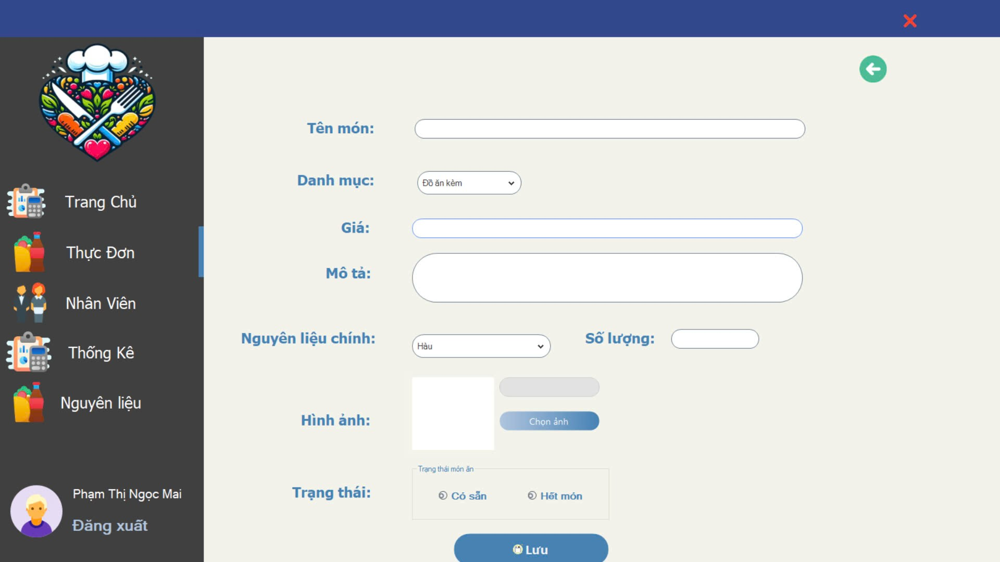 Trang Chủ
Thực Đơn
Nhân Viên
Thống Kê
Nguyên liệu
Phạm Thị Ngọc Mai
Đăng xuất
Tên món:
Danh mục:
Đồ ăn kèm
Giá:
Mô tả:
Nguyên liệu chính:
Hàu
Số lượng:
Hình ảnh:
Chọn ảnh
Trạng thái:
Trạng thái món ăn
Có sẵn
Hết món
Lưu